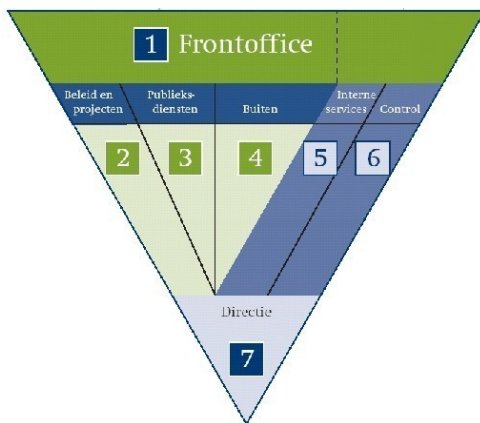 1 Frontoffice
Beleid en
projecten
Publieks-
diensten
Buiten
Interne
services
Control
2
3
4
5
6
Directie
7